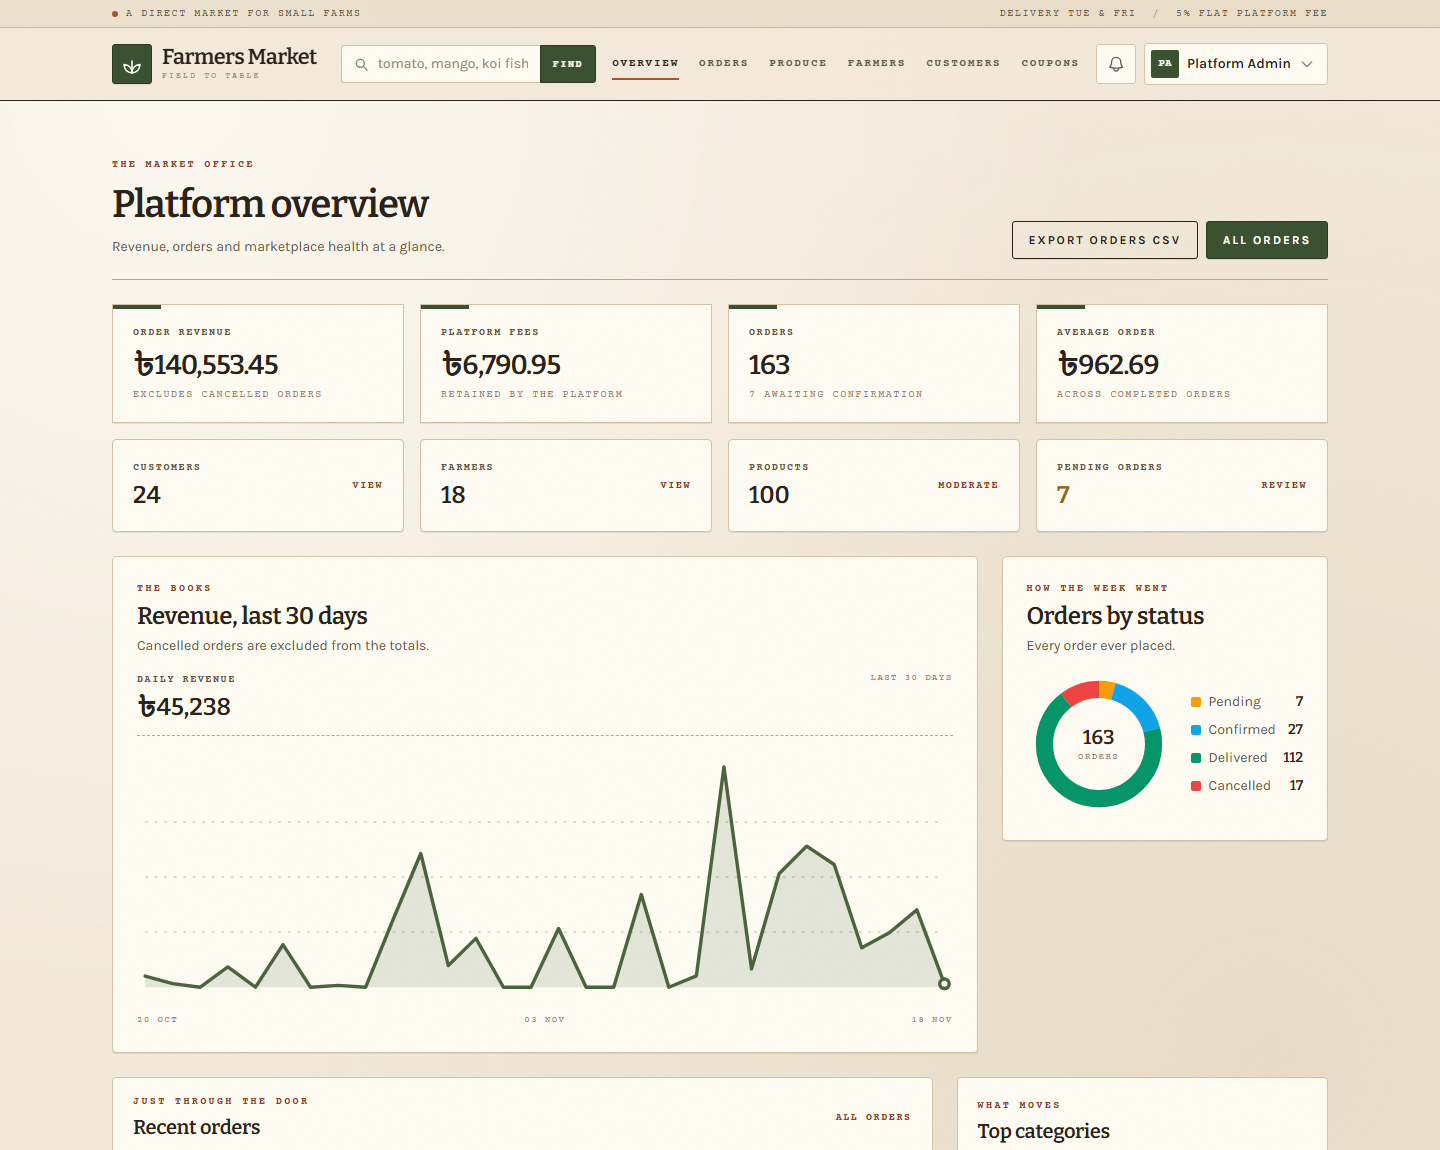 A DIRECT MARKET FOR SMALL FARMS
DELIVERY TUE & FRI / 5% FLAT PLATFORM FEE
Farmers Market
FIELD TO TABLE
tomato, mango, koi fish
FIND
OVERVIEW ORDERS PRODUCE FARMERS CUSTOMERS COUPONS
PA Platform Admin
THE MARKET OFFICE
Platform overview
Revenue, orders and marketplace health at a glance.
EXPORT ORDERS CSV
ALL ORDERS
ORDER REVENUE
৳140,553.45
EXCLUDES CANCELLED ORDERS
PLATFORM FEES
৳6,790.95
RETAINED BY THE PLATFORM
ORDERS
163
7 AWAITING CONFIRMATION
AVERAGE ORDER
৳962.69
ACROSS COMPLETED ORDERS
CUSTOMERS
24
VIEW
FARMERS
18
VIEW
PRODUCTS
100
MODERATE
PENDING ORDERS
7
REVIEW
THE BOOKS
Revenue, last 30 days
Cancelled orders are excluded from the totals.
DAILY REVENUE
৳45,238
LAST 30 DAYS
20 OCT
03 NOV
18 NOV
HOW THE WEEK WENT
Orders by status
Every order ever placed.
163
ORDERS
Pending 7
Confirmed 27
Delivered 112
Cancelled 17
JUST THROUGH THE DOOR
Recent orders
ALL ORDERS
WHAT MOVES
Top categories